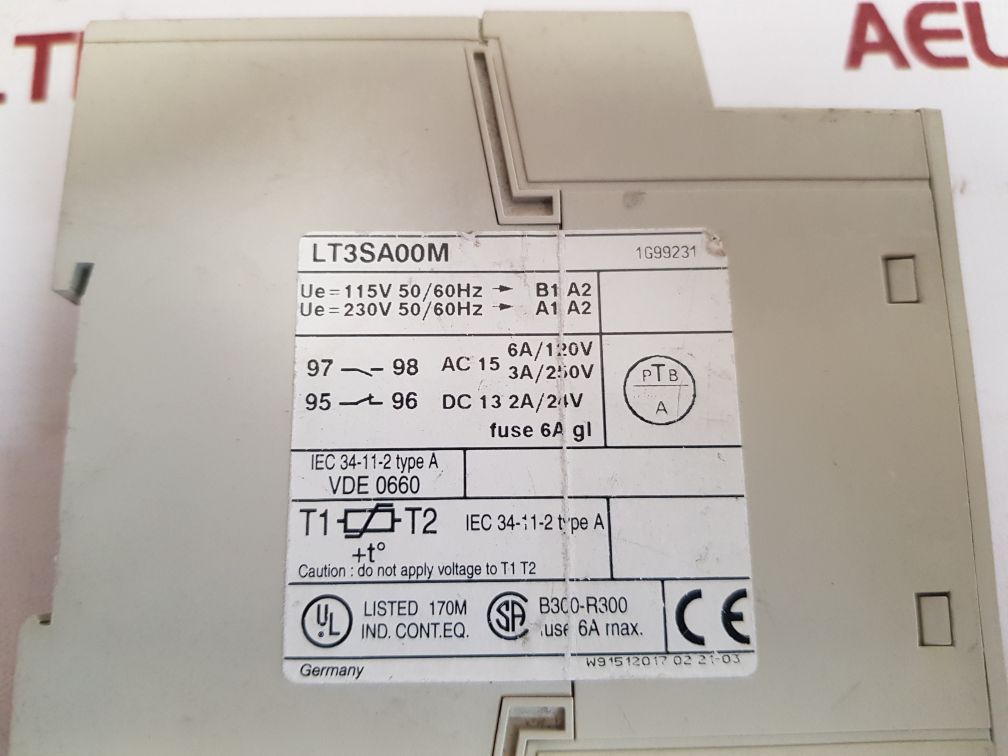 AEL
LT3SA00M 1G99231
Ue=115V 50/60Hz → B1 A2
Ue=230V 50/60Hz → A1 A2
97 98 AC 15 6A/120V
3A/250V
95 96 DC 13 2A/24V
fuse 6A gl
PTB
A
IEC 34-11-2 type A
VDE 0660
T1 T2 IEC 34-11-2 type A
+t°
Caution : do not apply voltage to T1 T2
UL LISTED 170M
IND. CONT.EQ.
SA B300-R300
fuse 6A max.
CE
Germany W91512017 02 21-03